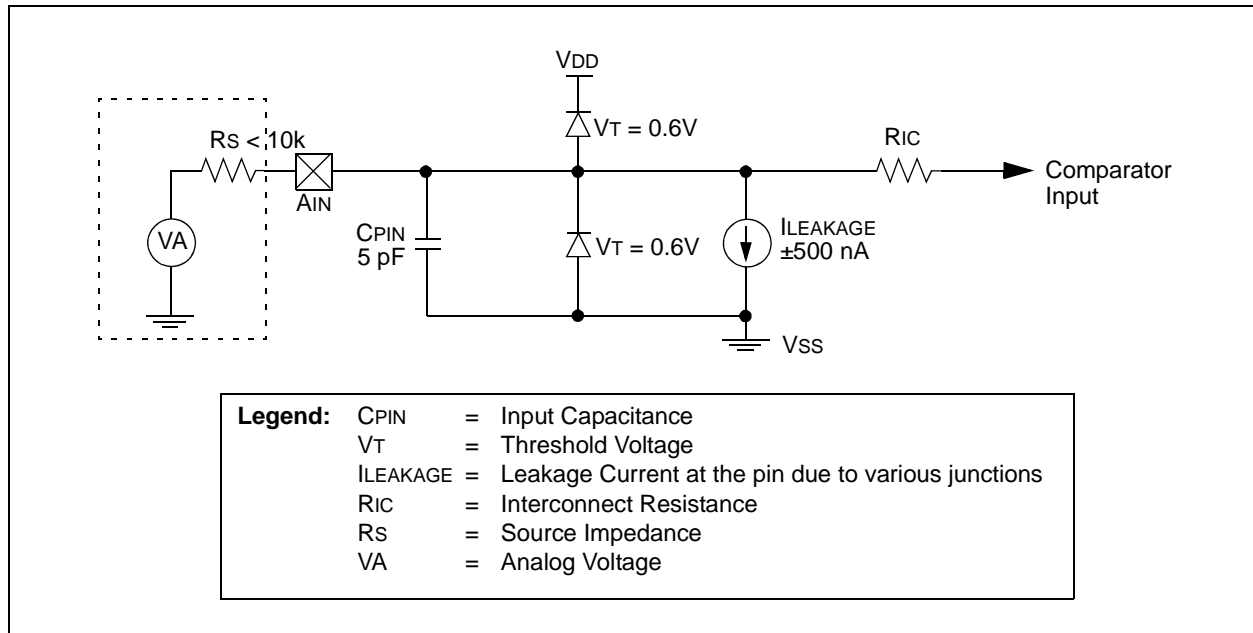 VDD
VT = 0.6V
RS < 10k
RIC
AIN
Comparator
Input
VA
CPIN
5 pF
VT = 0.6V
ILEAKAGE
±500 nA
VSS
Legend: CPIN = Input Capacitance
VT = Threshold Voltage
ILEAKAGE = Leakage Current at the pin due to various junctions
RIC = Interconnect Resistance
RS = Source Impedance
VA = Analog Voltage